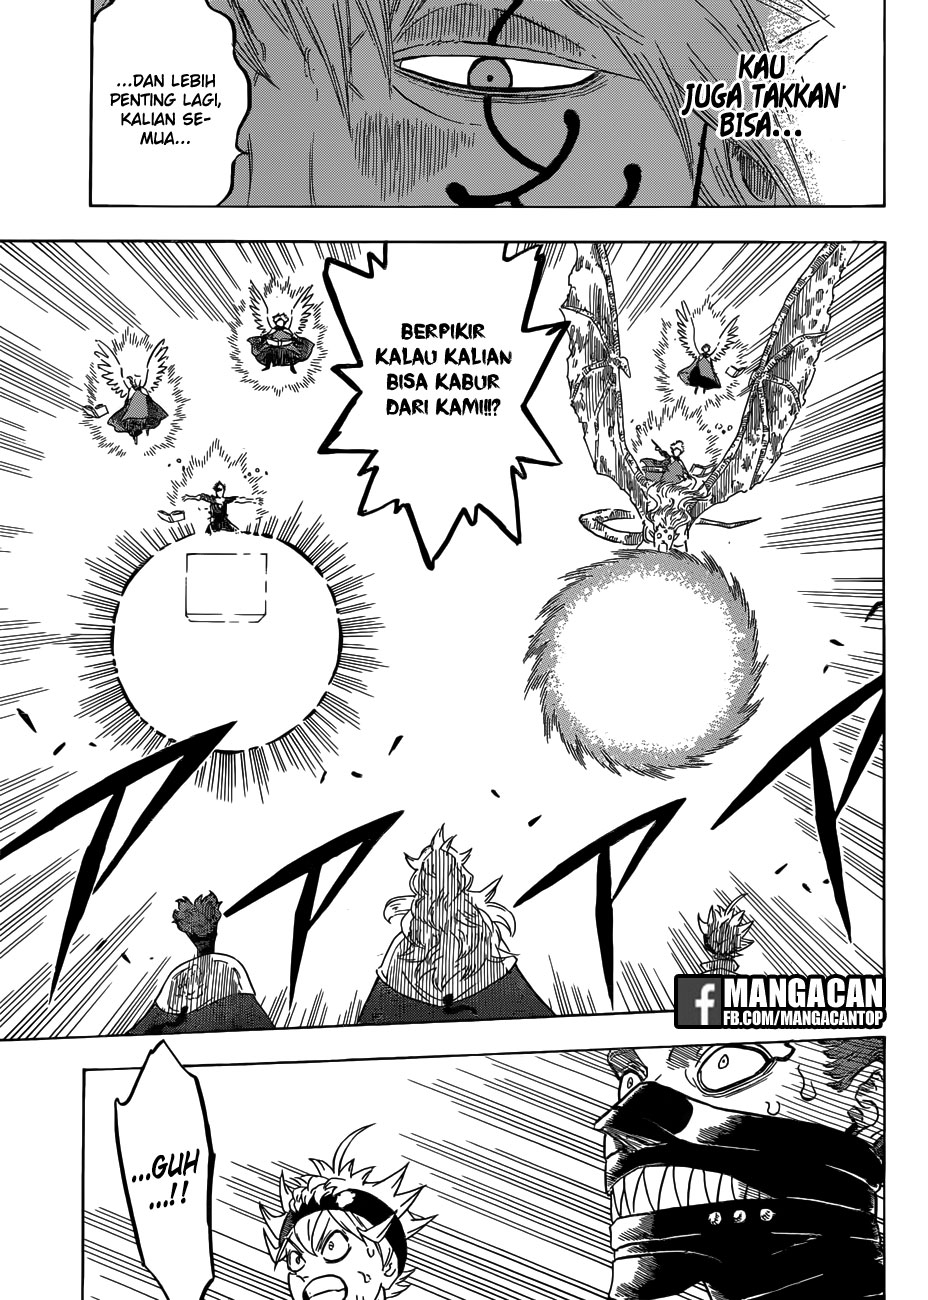 KAU
JUGA TAKKAN
BISA...
...DAN LEBIH
PENTING LAGI,
KALIAN SE-
MUA...
BERPIKIR
KALAU KALIAN
BISA KABUR
DARI KAMI!!!?
MANGACAN
FB.COM/MANGACANTOP
...GUH
...!!